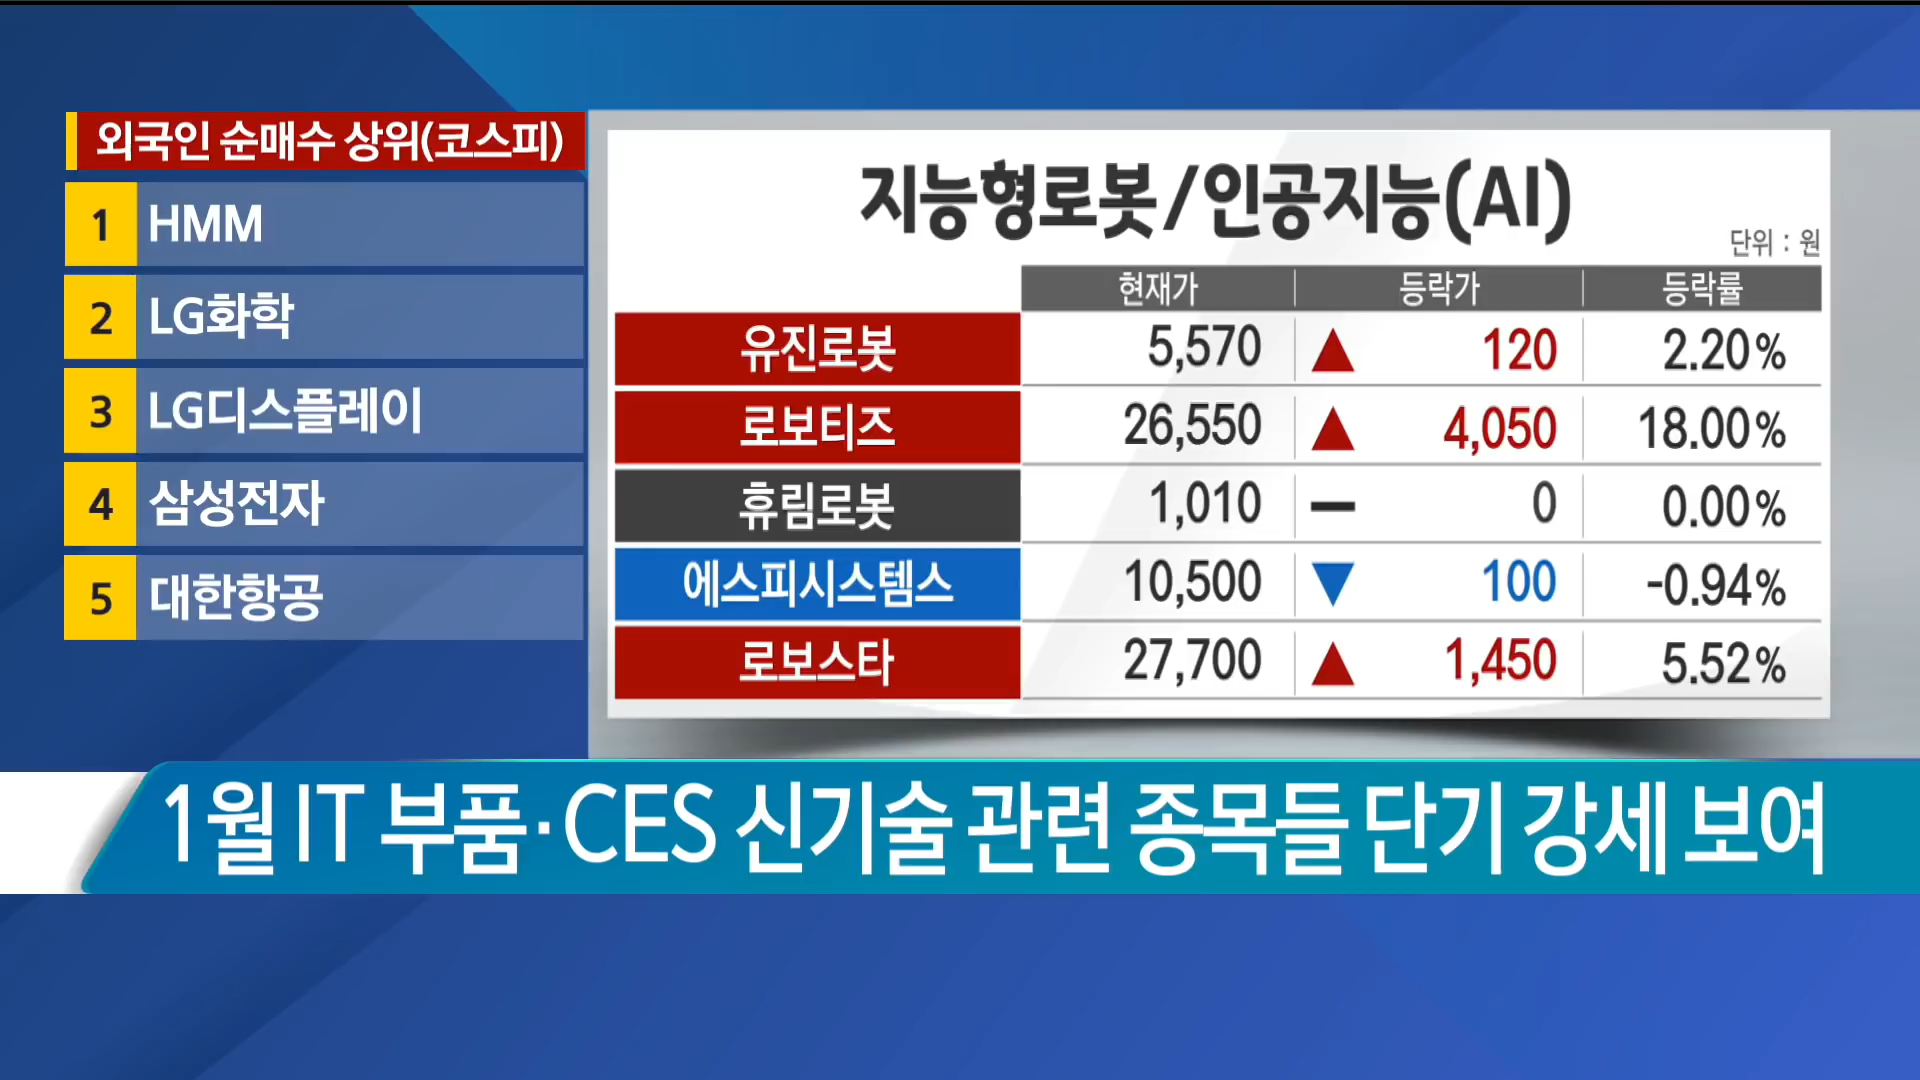 외국인 순매수 상위(코스피)
1 HMM
2 LG화학
3 LG디스플레이
4 삼성전자
5 대한항공
지능형로봇/인공지능(AI)
단위 : 원
현재가 등락가 등락률
유진로봇 5,570 ▲ 120 2.20%
로보티즈 26,550 ▲ 4,050 18.00%
휴림로봇 1,010 – 0 0.00%
에스피시스템스 10,500 ▼ 100 -0.94%
로보스타 27,700 ▲ 1,450 5.52%
1월 IT 부품·CES 신기술 관련 종목들 단기 강세 보여